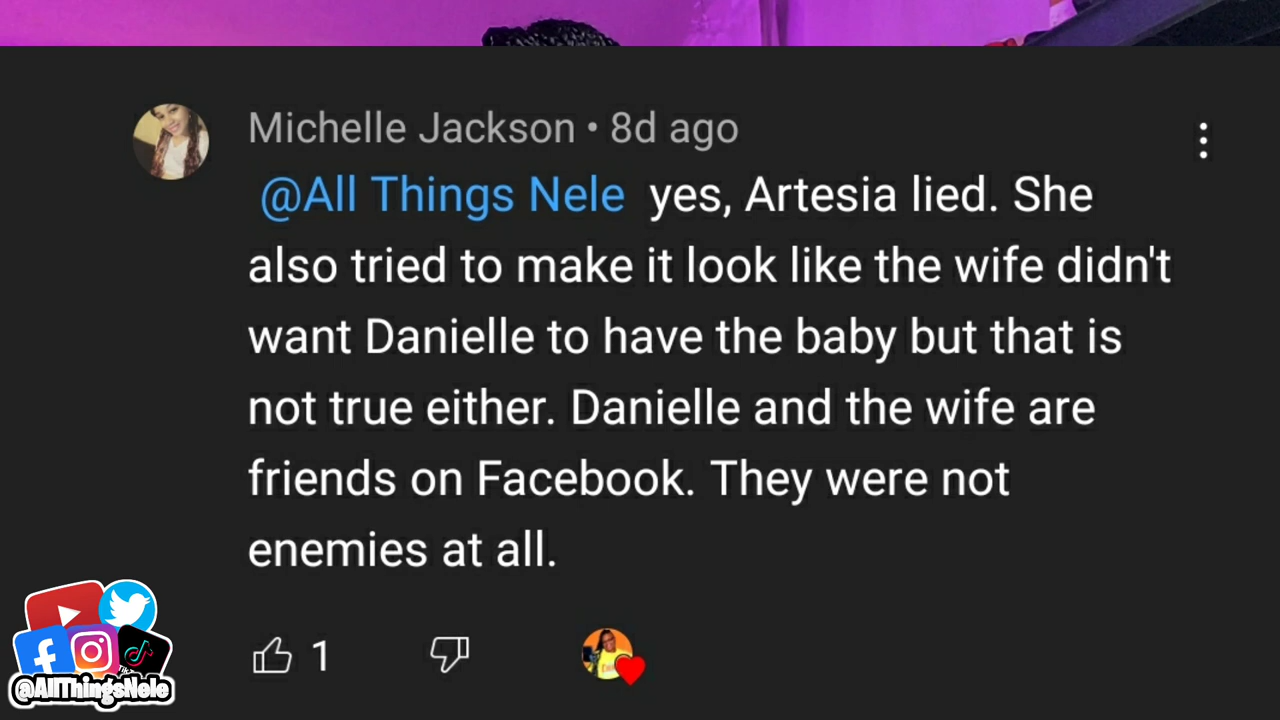 Michelle Jackson • 8d ago
@All Things Nele yes, Artesia lied. She
also tried to make it look like the wife didn't
want Danielle to have the baby but that is
not true either. Danielle and the wife are
friends on Facebook. They were not
enemies at all.
1
@AllThingsNele